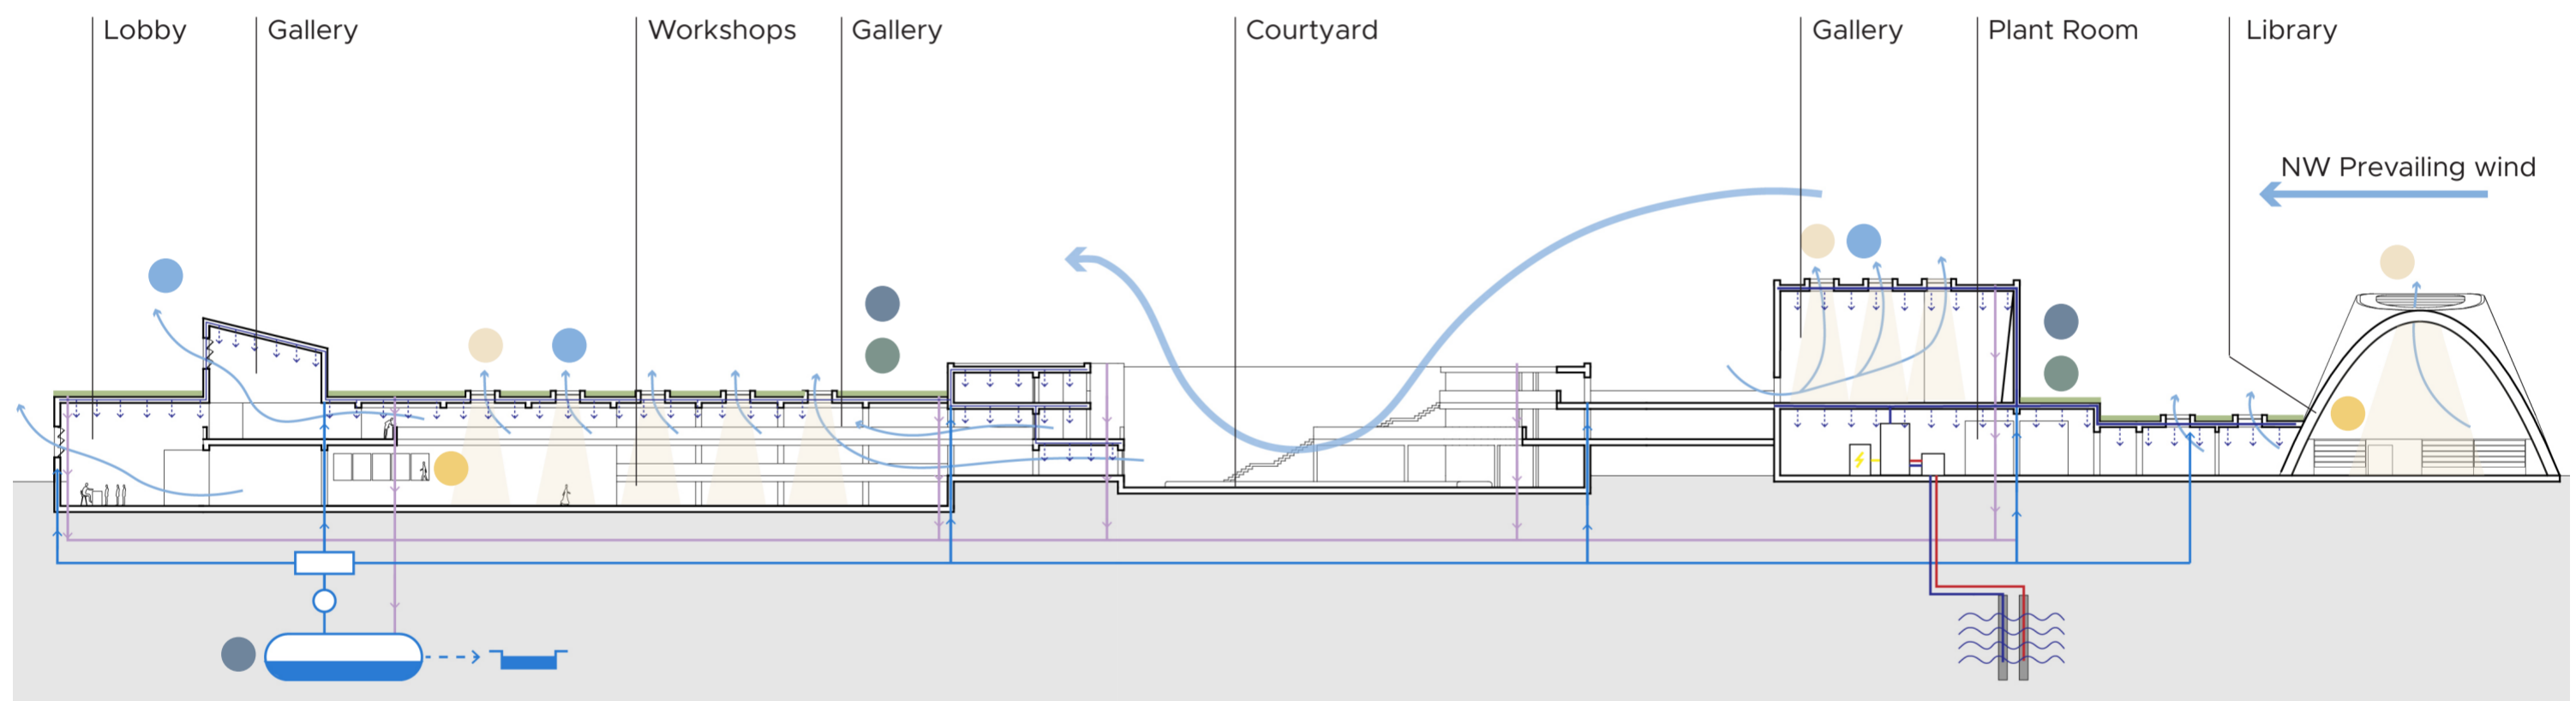 Lobby
Gallery
Workshops
Gallery
Courtyard
Gallery
Plant Room
Library
NW Prevailing wind